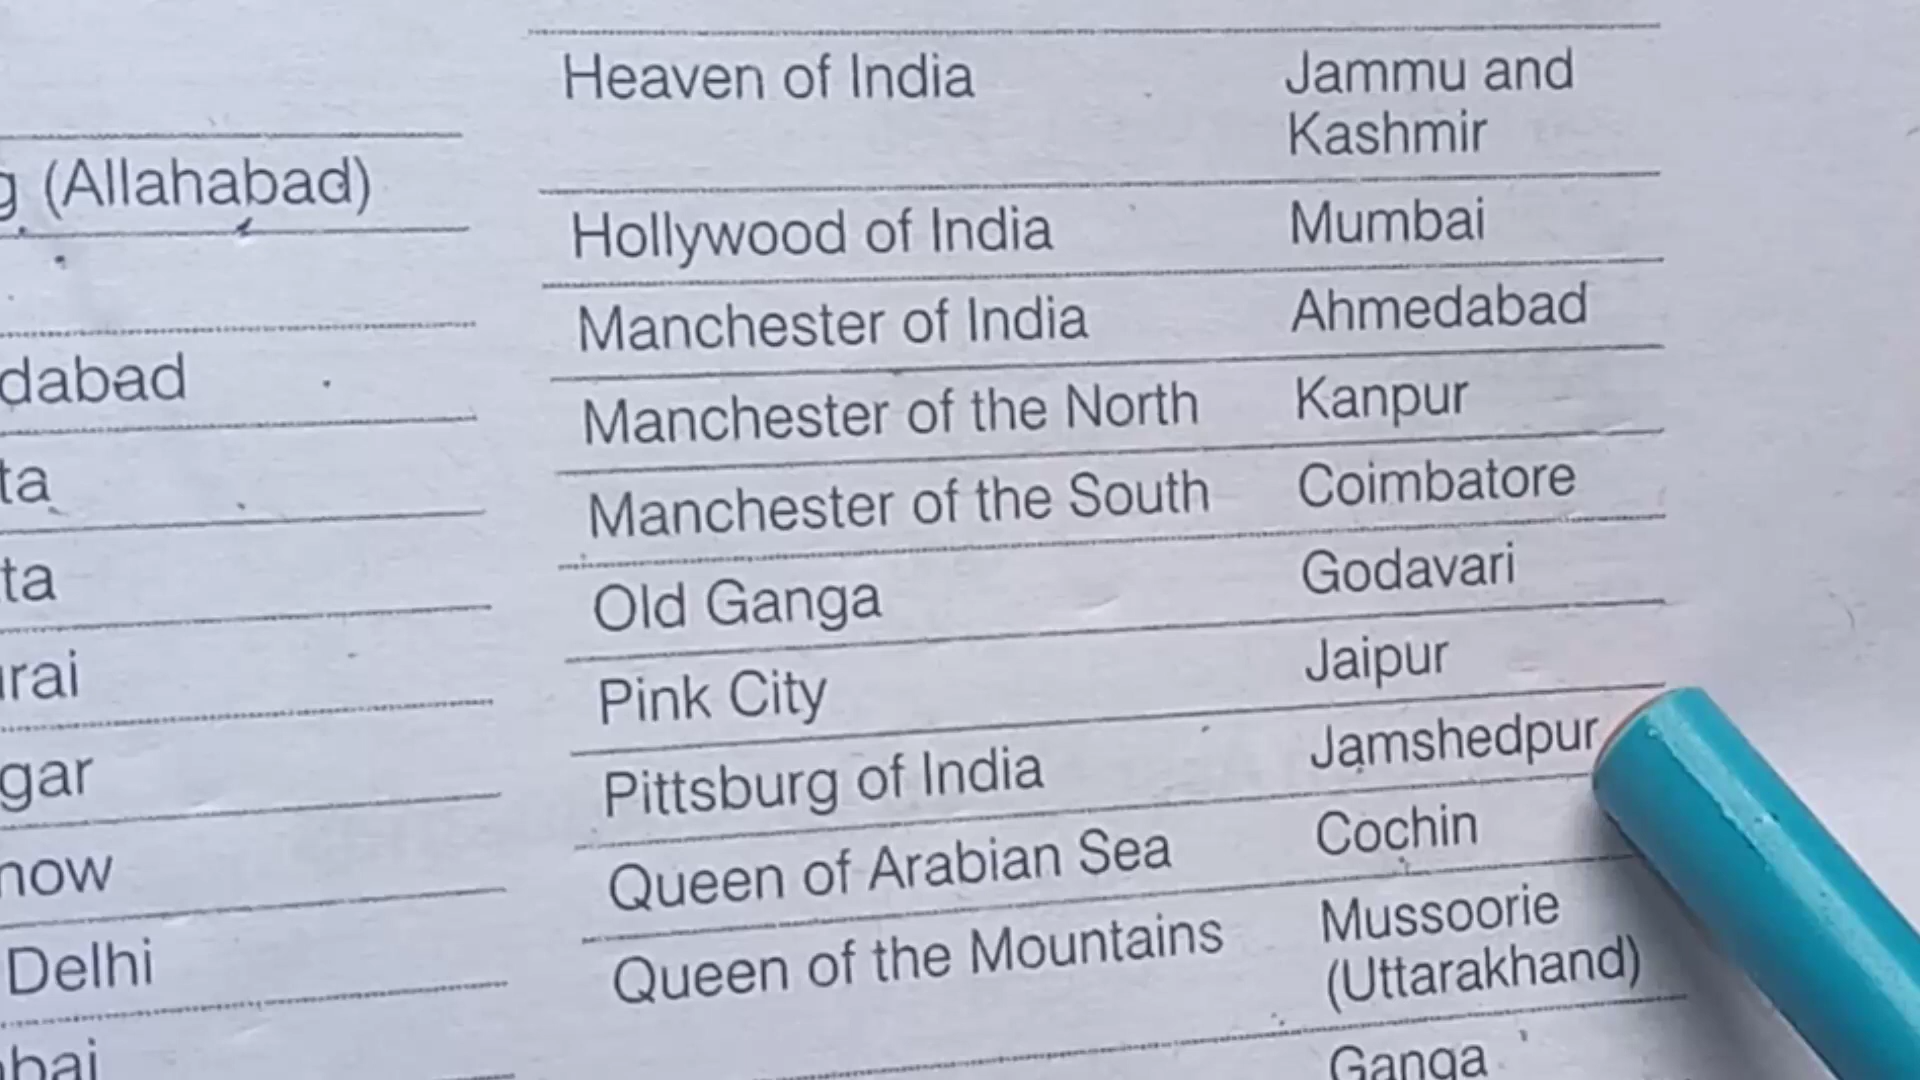 g (Allahabad)
dabad
ta
ta
rai
gar
now
Delhi
bai
Heaven of India Jammu and
Kashmir
Hollywood of India Mumbai
Manchester of India Ahmedabad
Manchester of the North Kanpur
Manchester of the South Coimbatore
Old Ganga Godavari
Pink City Jaipur
Pittsburg of India Jamshedpur
Queen of Arabian Sea Cochin
Queen of the Mountains Mussoorie
(Uttarakhand)
Ganga